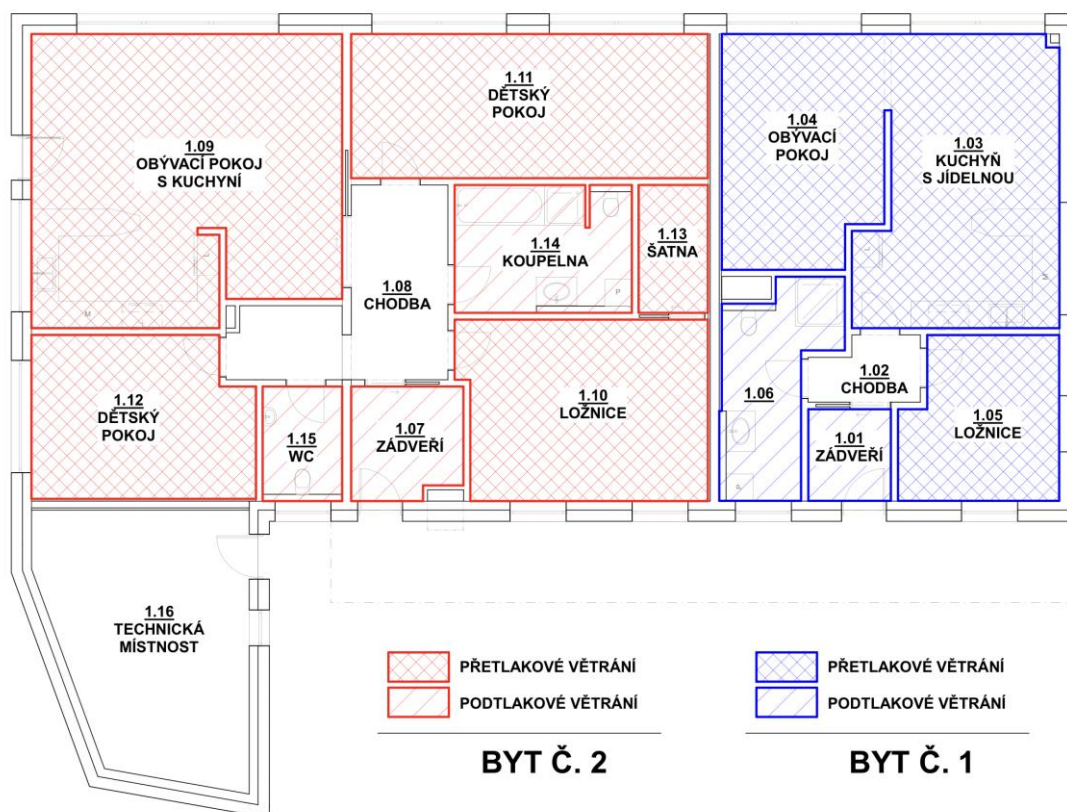 1.11
DĚTSKÝ
POKOJ
1.09
OBÝVACÍ POKOJ
S KUCHYNÍ
1.04
OBÝVACÍ
POKOJ
1.03
KUCHYŇ
S JÍDELNOU
1.14
KOUPELNA
1.13
ŠATNA
1.08
CHODBA
P
M
M
1.12
DĚTSKÝ
POKOJ
1.15
WC
1.07
ZÁDVEŘÍ
1.10
LOŽNICE
1.06
1.02
CHODBA
1.01
ZÁDVEŘÍ
1.05
LOŽNICE
1.16
TECHNICKÁ
MÍSTNOST
PŘETLAKOVÉ VĚTRÁNÍ
PODTLAKOVÉ VĚTRÁNÍ
BYT Č. 2
PŘETLAKOVÉ VĚTRÁNÍ
PODTLAKOVÉ VĚTRÁNÍ
BYT Č. 1